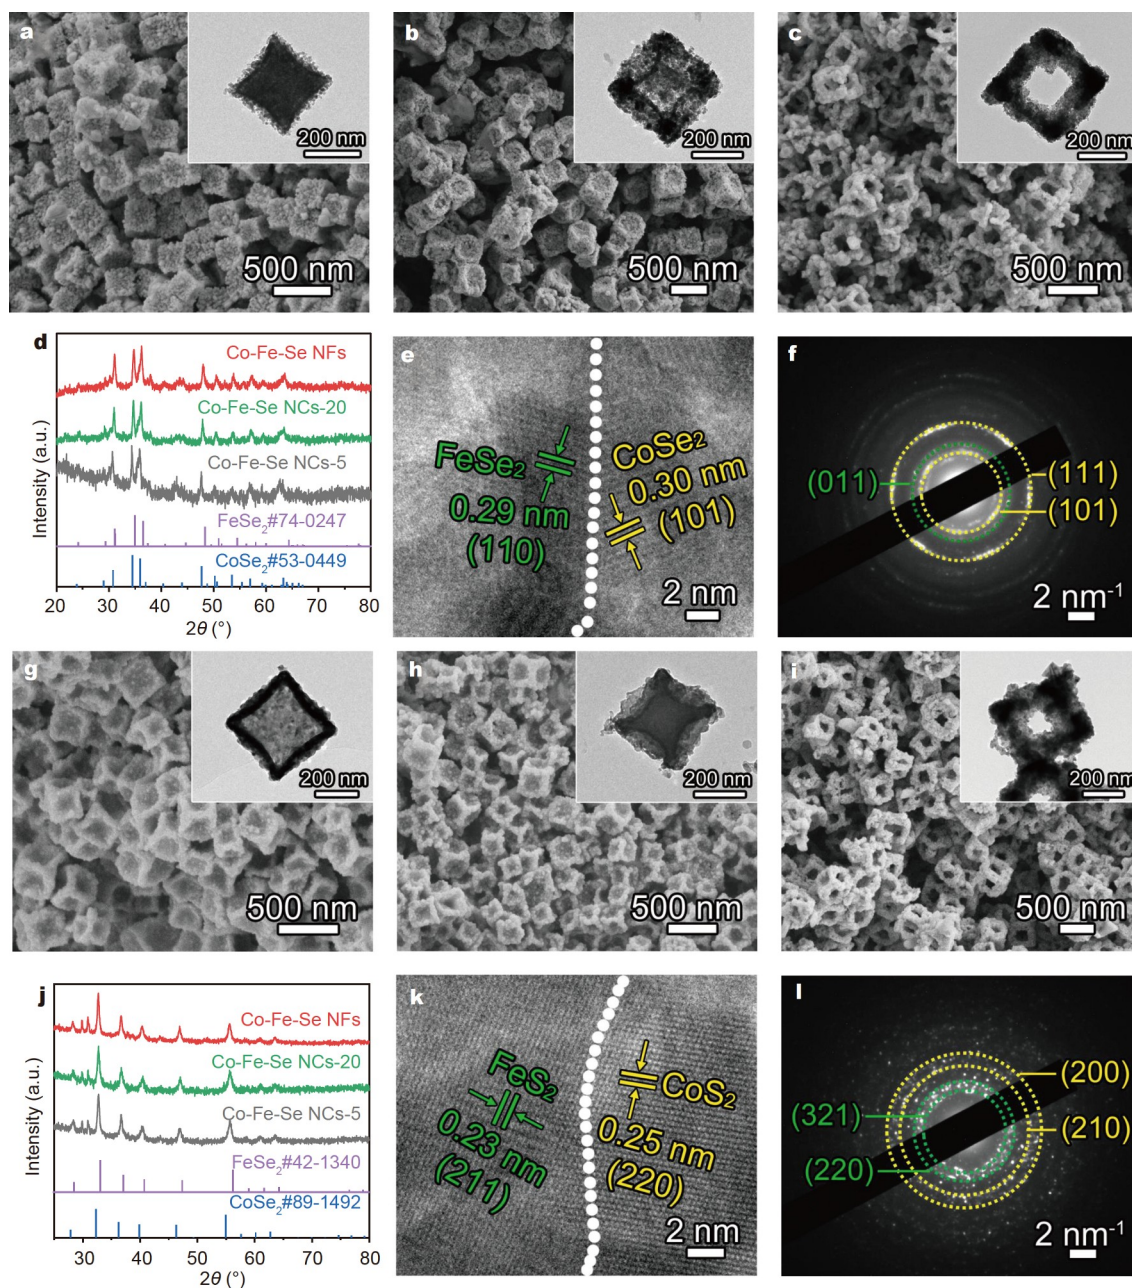 a
200 nm
500 nm
b
200 nm
500 nm
c
200 nm
500 nm
d
Co-Fe-Se NFs
Co-Fe-Se NCs-20
Co-Fe-Se NCs-5
FeSe₂#74-0247
CoSe₂#53-0449
Intensity (a.u.)
20 30 40 50 60 70 80
2θ (°)
e
FeSe₂
0.29 nm
(110)
CoSe₂
0.30 nm
(101)
2 nm
f
(011)
(111)
(101)
2 nm⁻¹
g
200 nm
500 nm
h
200 nm
500 nm
i
200 nm
500 nm
j
Co-Fe-Se NFs
Co-Fe-Se NCs-20
Co-Fe-Se NCs-5
FeSe₂#42-1340
CoSe₂#89-1492
Intensity (a.u.)
30 40 50 60 70 80
2θ (°)
k
FeS₂
0.23 nm
(211)
CoS₂
0.25 nm
(220)
2 nm
l
(200)
(321)
(210)
(220)
2 nm⁻¹